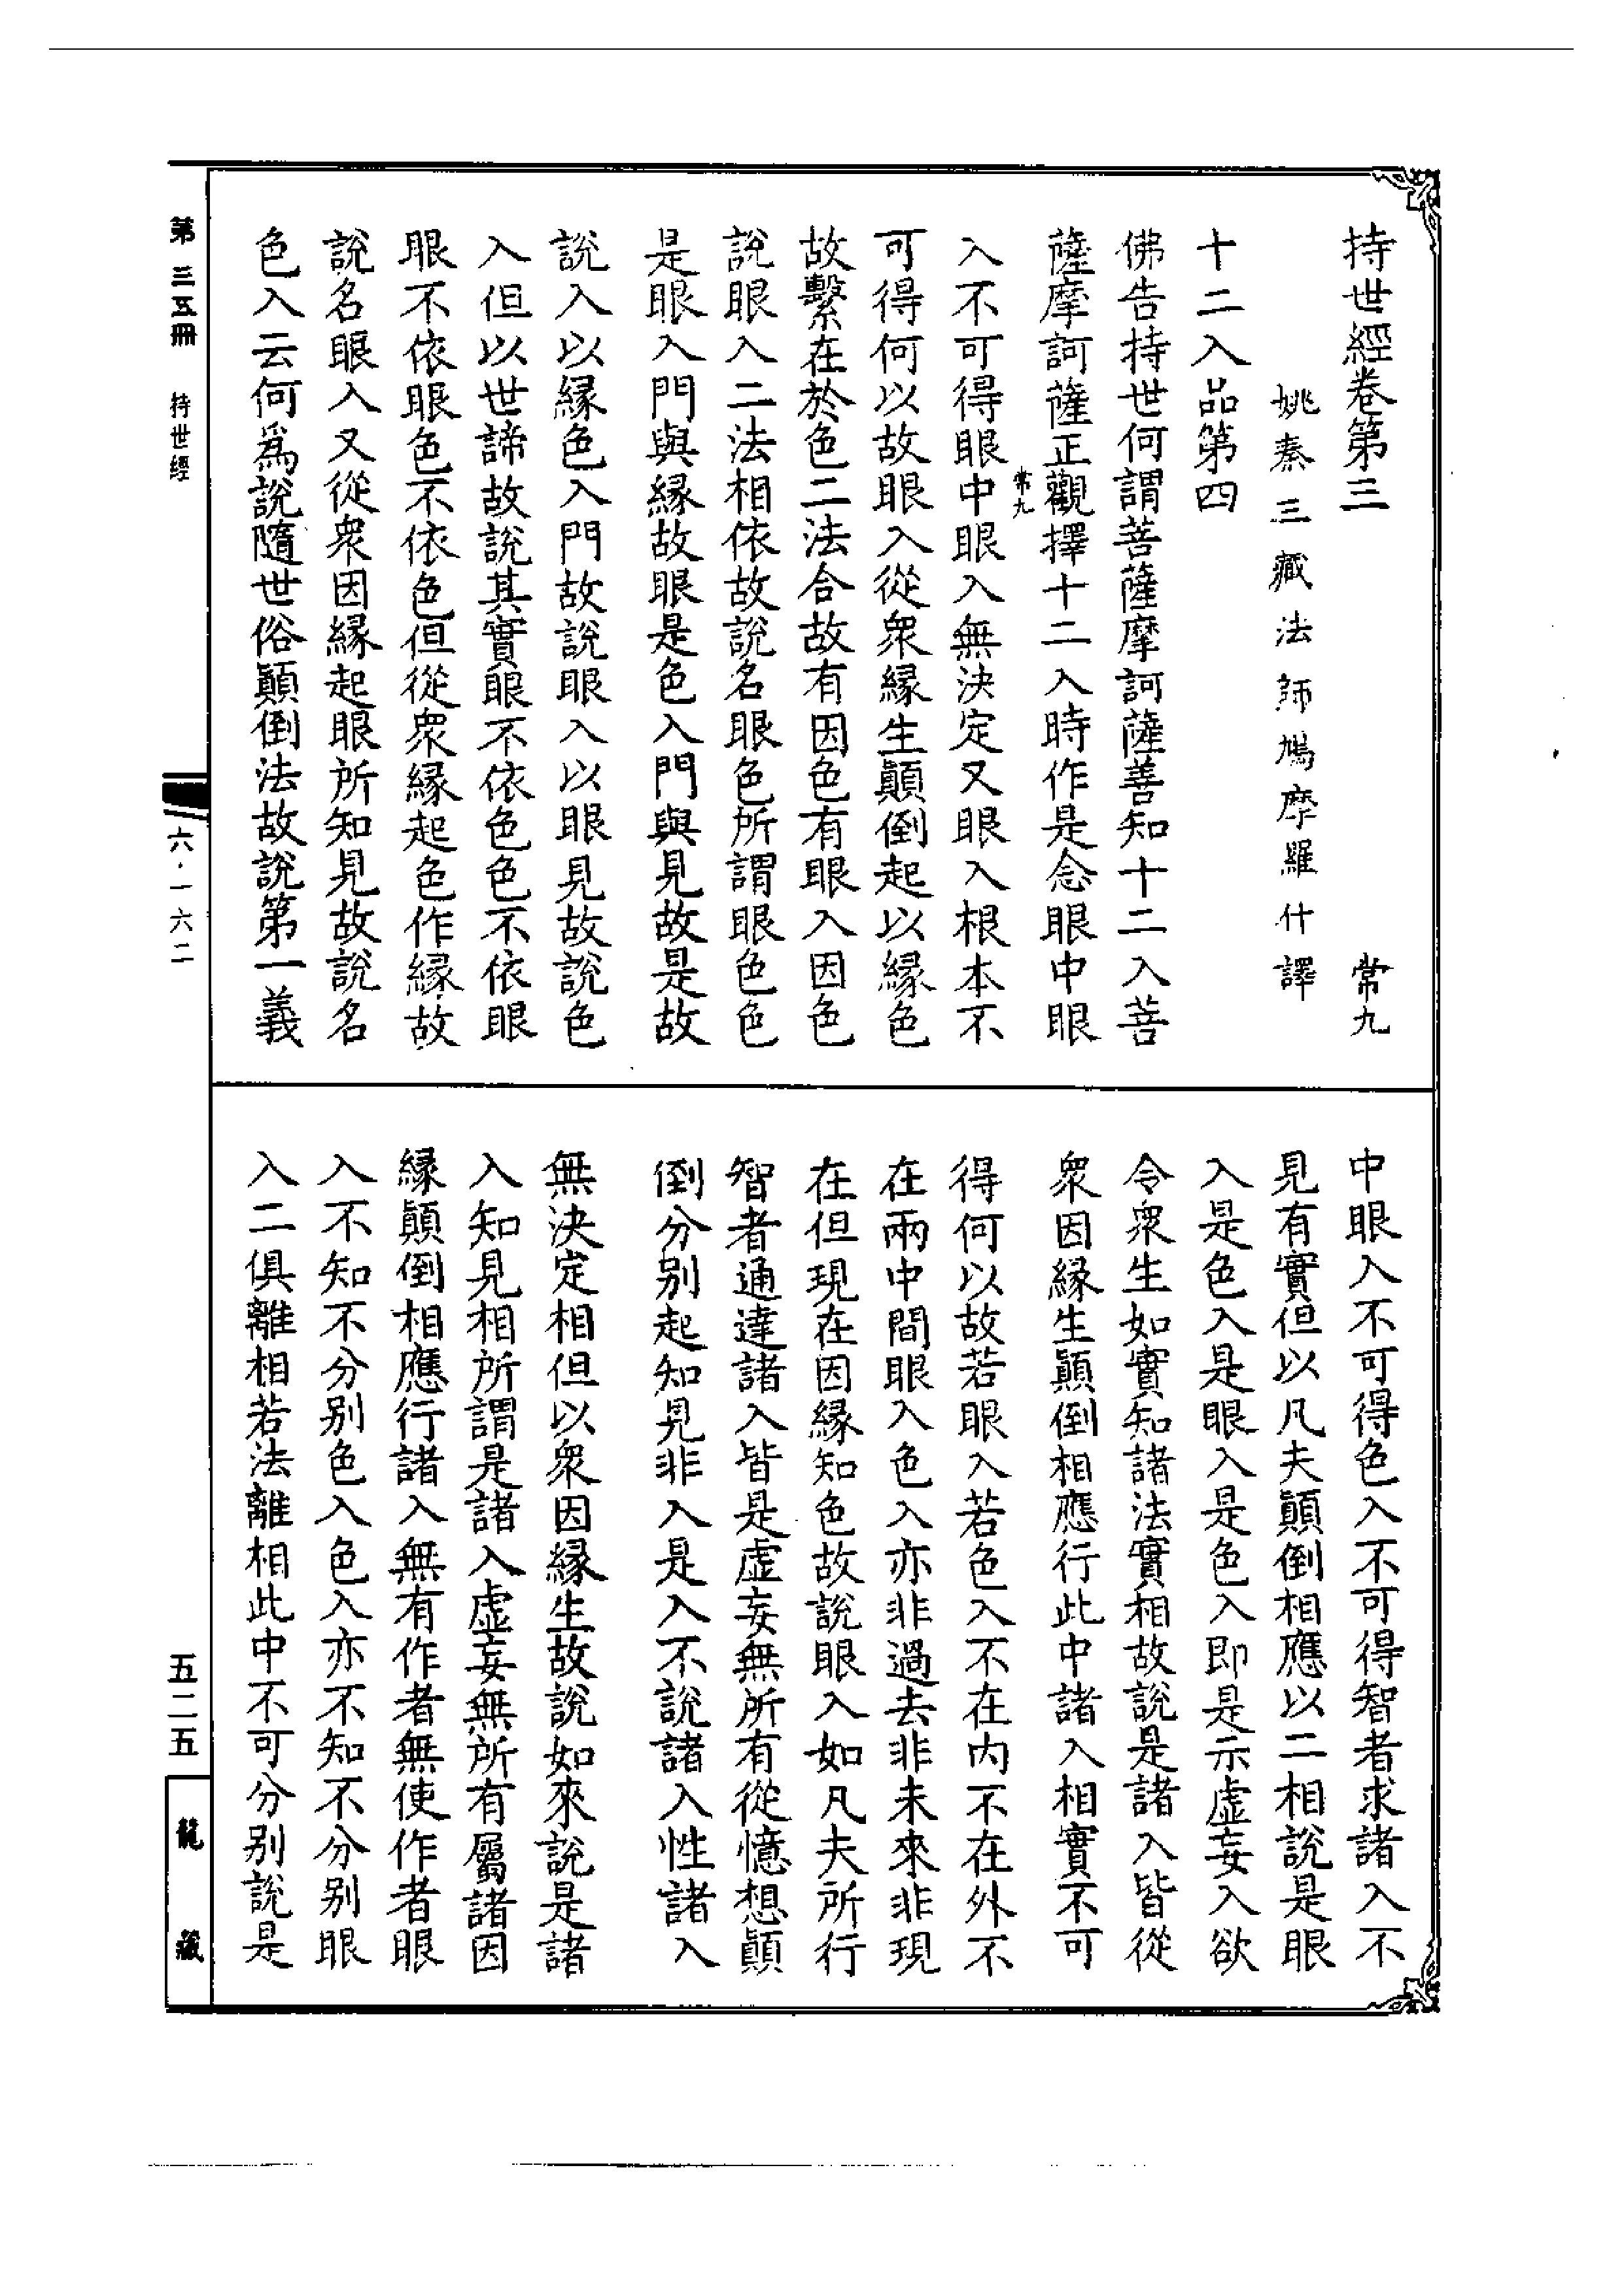 持世經卷第三 常九
姚秦三藏法師鳩摩羅什譯
十二入品第四
佛告持世何謂菩薩摩訶薩善知十二入菩
薩摩訶薩正觀擇十二入時作是念眼中眼
常九
入不可得眼中眼入無決定又眼入根本不
可得何以故眼入從衆緣生顚倒起以緣色
故繫在於色二法合故有因色有眼入因色
說眼入二法相依故說名眼色所謂眼色色
是眼入門與緣故眼是色入門與見故是故
說入以緣色入門故說眼入以眼見故說色
入但以世諦故說其實眼不依色色不依眼
眼不依眼色不依色但從衆緣起色作緣故
說名眼入又從衆因緣起眼所知見故說名
色入云何爲說隨世俗顚倒法故說第一義
中眼入不可得色入不可得智者求諸入不
見有實但以凡夫顚倒相應以二相說是眼
入是色入是眼入是色入即是示虛妄入欲
令衆生如實知諸法實相故說是諸入皆從
衆因緣生顚倒相應行此中諸入相實不可
得何以故若眼入若色入不在內不在外不
在兩中間眼入色入亦非過去非未來非現
在但現在因緣知色故說眼入如凡夫所行
智者通達諸入皆是虛妄無所有從憶想顚
倒分別起知見非入是入不說諸入性諸入
無決定相但以衆因緣生故說如來說是諸
入知見相所謂是諸入虛妄無所有屬諸因
緣顚倒相應行諸入無有作者無使作者眼
入不知不分別色入色入亦不知不分別眼
入二俱離相若法離相此中不可分別說是
第三五冊 持世經
六·一六二
五二五
龍藏